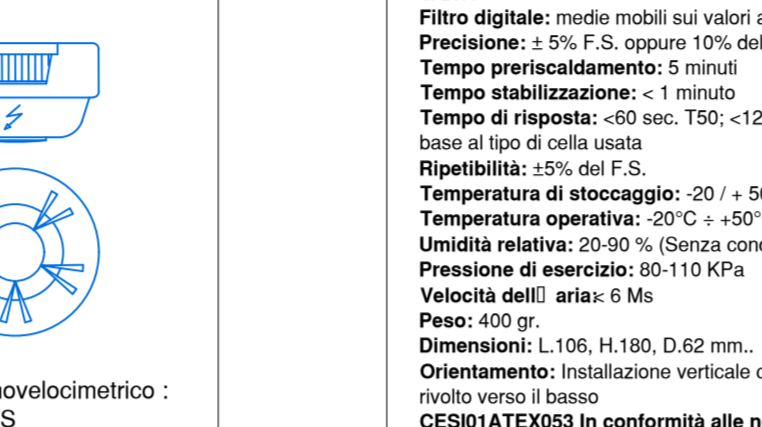 Filtro digitale: medie mobili sui valori
Precisione: ± 5% F.S. oppure 10% del
Tempo preriscaldamento: 5 minuti
Tempo stabilizzazione: < 1 minuto
Tempo di risposta: <60 sec. T50; <12
base al tipo di cella usata
Ripetibilità: ±5% del F.S.
Temperatura di stoccaggio: -20 / + 50
Temperatura operativa: -20°C ÷ +50°
Umidità relativa: 20-90 % (Senza cond
Pressione di esercizio: 80-110 KPa
Velocità dell aria:< 6 Ms
Peso: 400 gr.
Dimensioni: L.106, H.180, D.62 mm..
Orientamento: Installazione verticale
rivolto verso il basso
CESI01ATEX053 In conformità alle n
novelocimetrico :
S